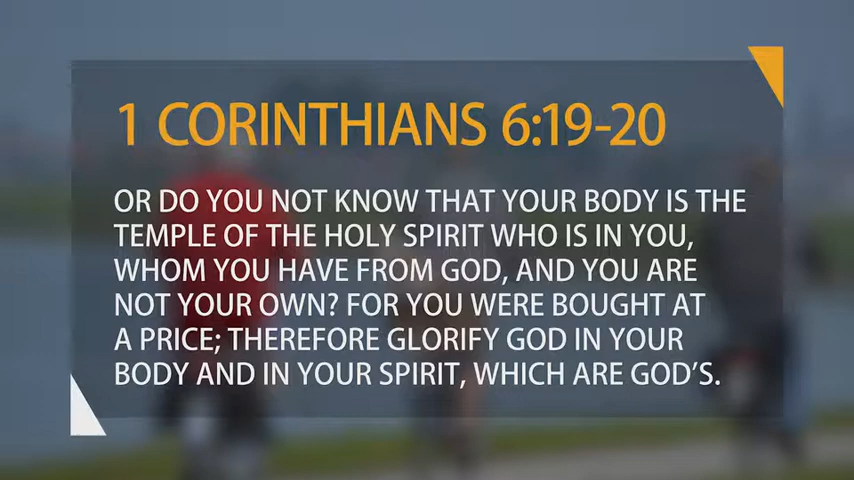 1 CORINTHIANS 6:19-20
OR DO YOU NOT KNOW THAT YOUR BODY IS THE
TEMPLE OF THE HOLY SPIRIT WHO IS IN YOU,
WHOM YOU HAVE FROM GOD, AND YOU ARE
NOT YOUR OWN? FOR YOU WERE BOUGHT AT
A PRICE; THEREFORE GLORIFY GOD IN YOUR
BODY AND IN YOUR SPIRIT, WHICH ARE GOD’S.